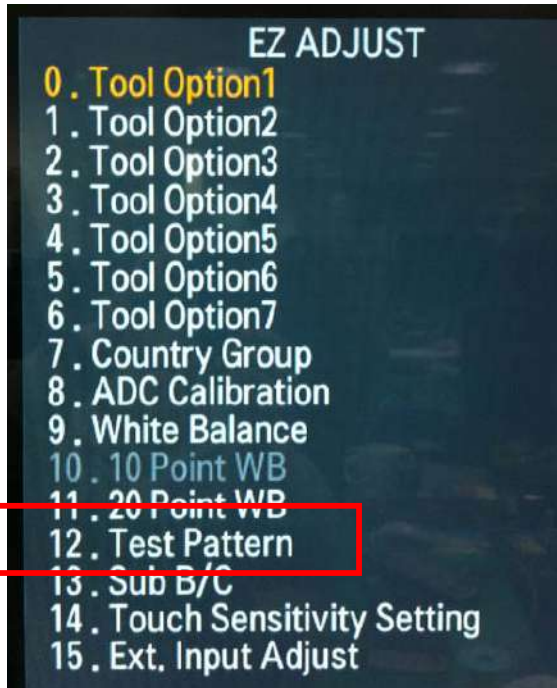 EZ ADJUST
0 . Tool Option1
1 . Tool Option2
2 . Tool Option3
3 . Tool Option4
4 . Tool Option5
5 . Tool Option6
6 . Tool Option7
7 . Country Group
8 . ADC Calibration
9 . White Balance
10 . 10 Point WB
11 . 20 Point WB
12 . Test Pattern
13 . Sub B/C
14 . Touch Sensitivity Setting
15 . Ext. Input Adjust